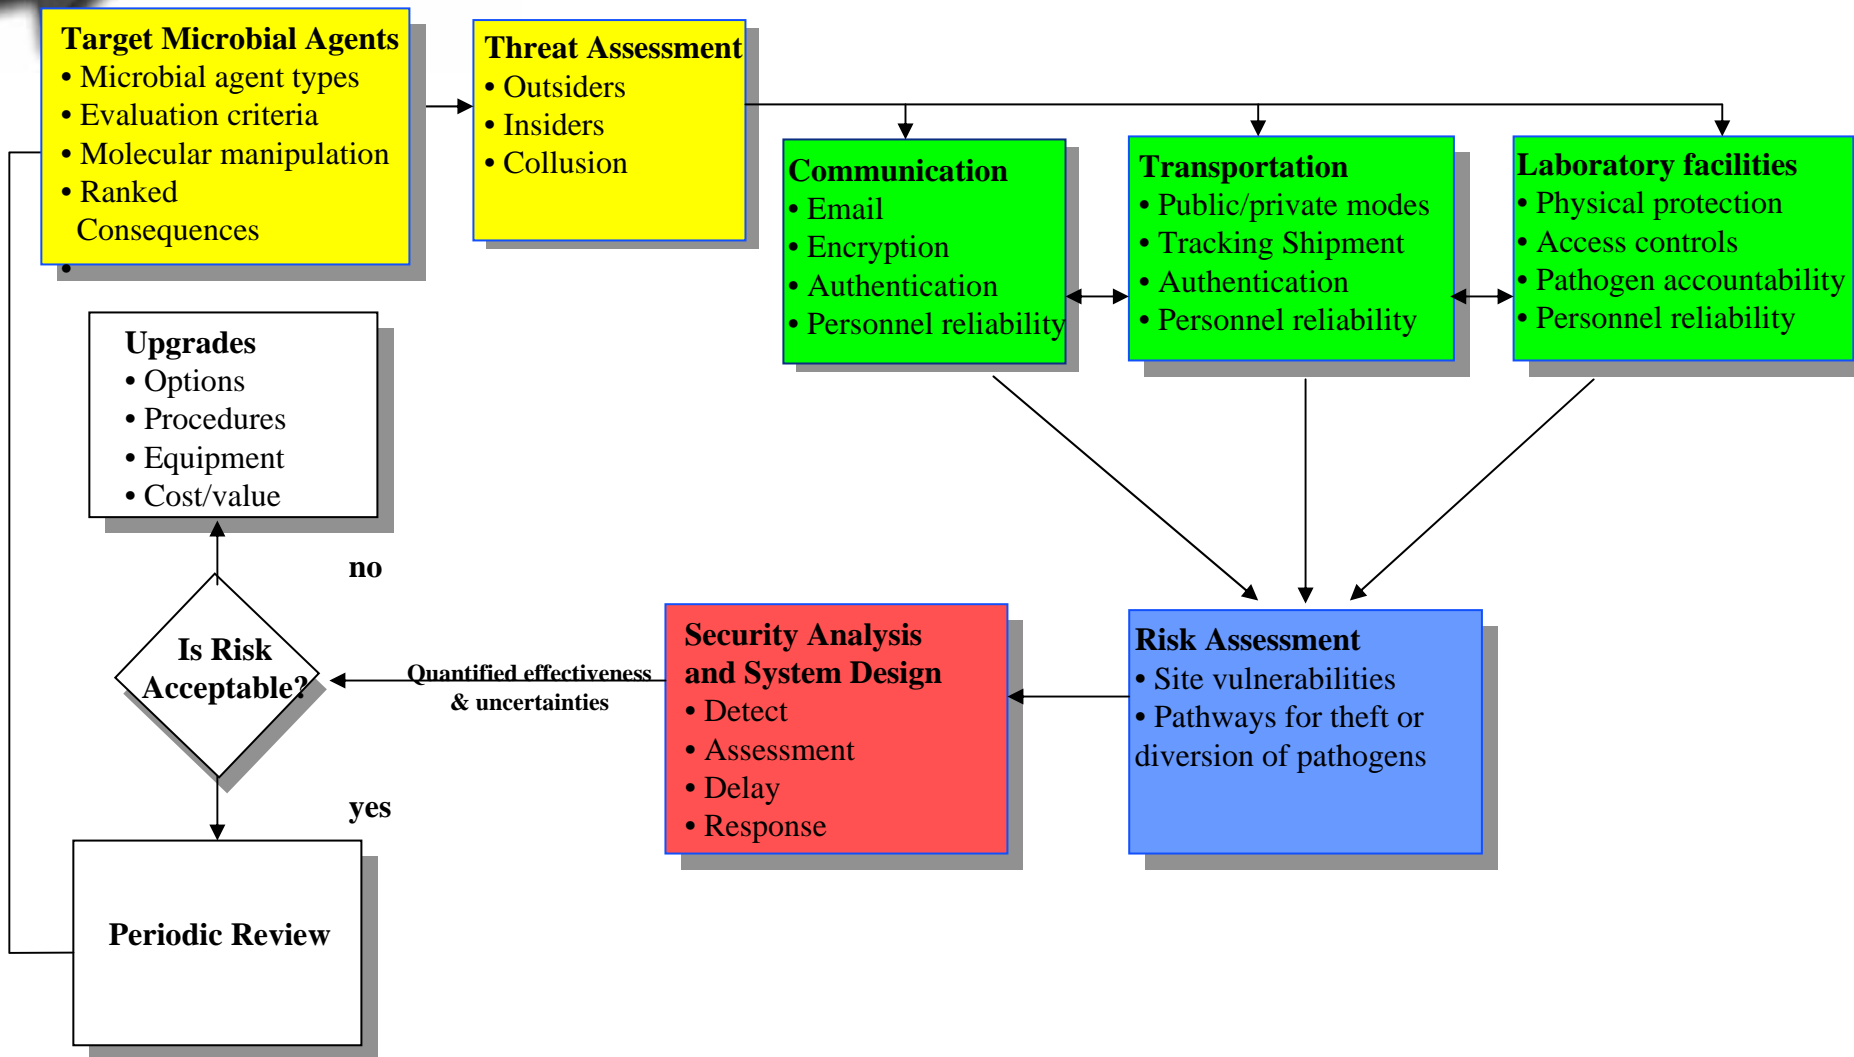 Target Microbial Agents
• Microbial agent types
• Evaluation criteria
• Molecular manipulation
• Ranked
Consequences
•
Threat Assessment
• Outsiders
• Insiders
• Collusion
Communication
• Email
• Encryption
• Authentication
• Personnel reliability
Transportation
• Public/private modes
• Tracking Shipment
• Authentication
• Personnel reliability
Laboratory facilities
• Physical protection
• Access controls
• Pathogen accountability
• Personnel reliability
Upgrades
• Options
• Procedures
• Equipment
• Cost/value
no
Is Risk
Acceptable?
Quantified effectiveness
& uncertainties
Security Analysis
and System Design
• Detect
• Assessment
• Delay
• Response
Risk Assessment
• Site vulnerabilities
• Pathways for theft or
diversion of pathogens
yes
Periodic Review